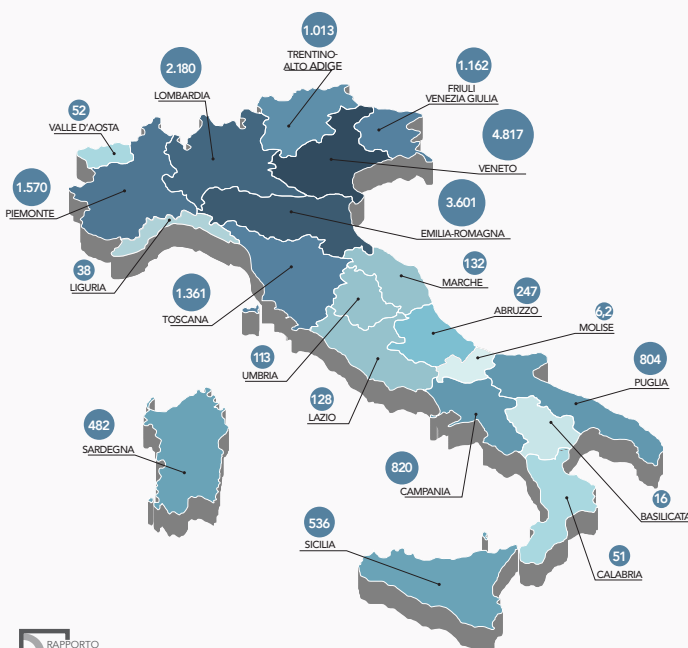 1.013
TRENTINO-
ALTO ADIGE
2.180
LOMBARDIA
1.162
FRIULI
VENEZIA GIULIA
52
VALLE D'AOSTA
4.817
VENETO
1.570
PIEMONTE
3.601
EMILIA-ROMAGNA
38
LIGURIA
132
MARCHE
1.361
TOSCANA
247
ABRUZZO
6,2
MOLISE
113
UMBRIA
804
PUGLIA
128
LAZIO
482
SARDEGNA
820
CAMPANIA
16
BASILICATA
536
SICILIA
51
CALABRIA
RAPPORTO